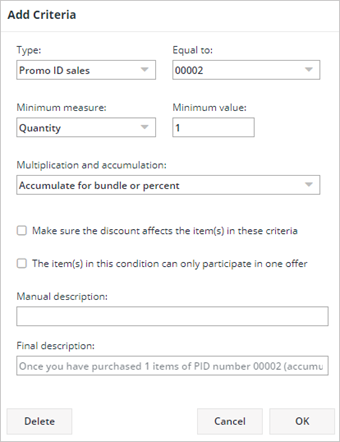 Add Criteria
Type: Equal to:
Promo ID sales 00002
Minimum measure: Minimum value:
Quantity 1
Multiplication and accumulation:
Accumulate for bundle or percent
Make sure the discount affects the item(s) in these criteria
The item(s) in this condition can only participate in one offer
Manual description:
Final description:
Once you have purchased 1 items of PID number 00002 (accumu
Delete Cancel OK